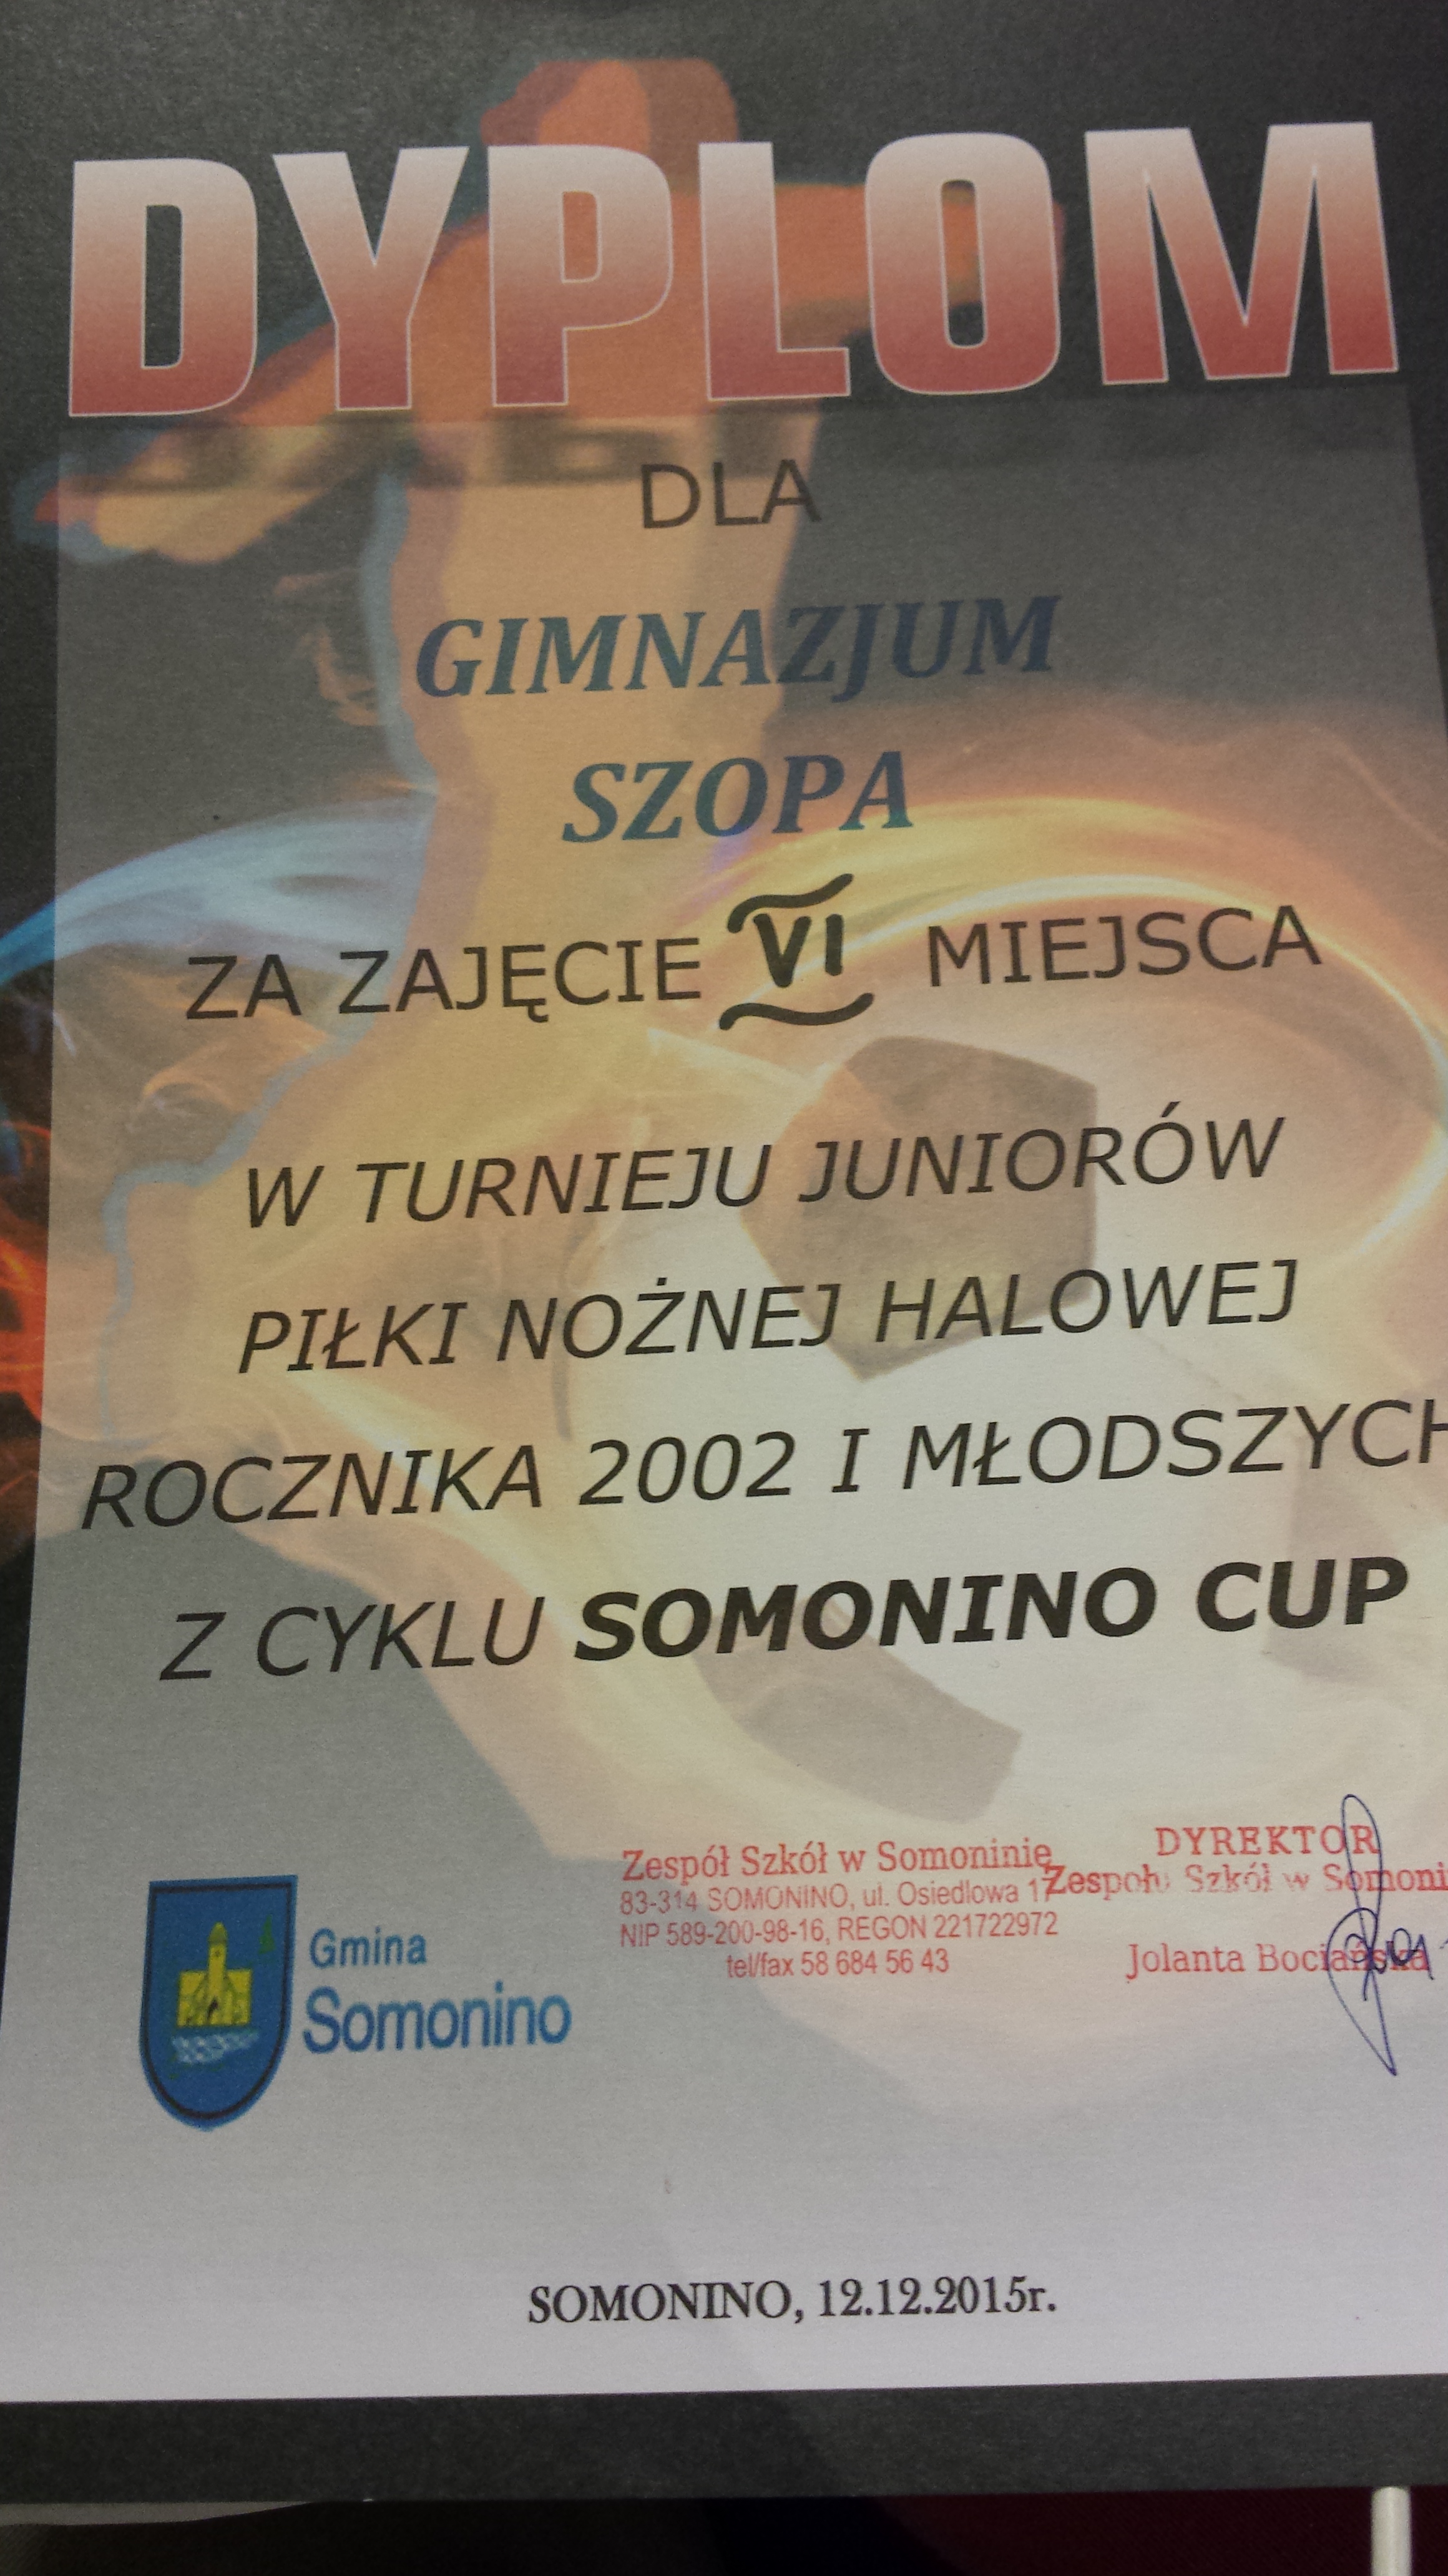 DYPLOM
DLA
GIMNAZJUM
SZOPA
ZA ZAJĘCIE VI MIEJSCA
W TURNIEJU JUNIORÓW
PIŁKI NOŻNEJ HALOWEJ
ROCZNIKA 2002 I MŁODSZYCH
Z CYKLU SOMONINO CUP
Zespół Szkół w Somoninie
83-314 SOMONINO, ul. Osiedlowa 17
NIP 589-200-98-16, REGON 221722972
tel/fax 58 684 56 43
DYREKTOR
Zespołu Szkół w Somoni
Jolanta Bociańska
Gmina
Somonino
SOMONINO, 12.12.2015r.